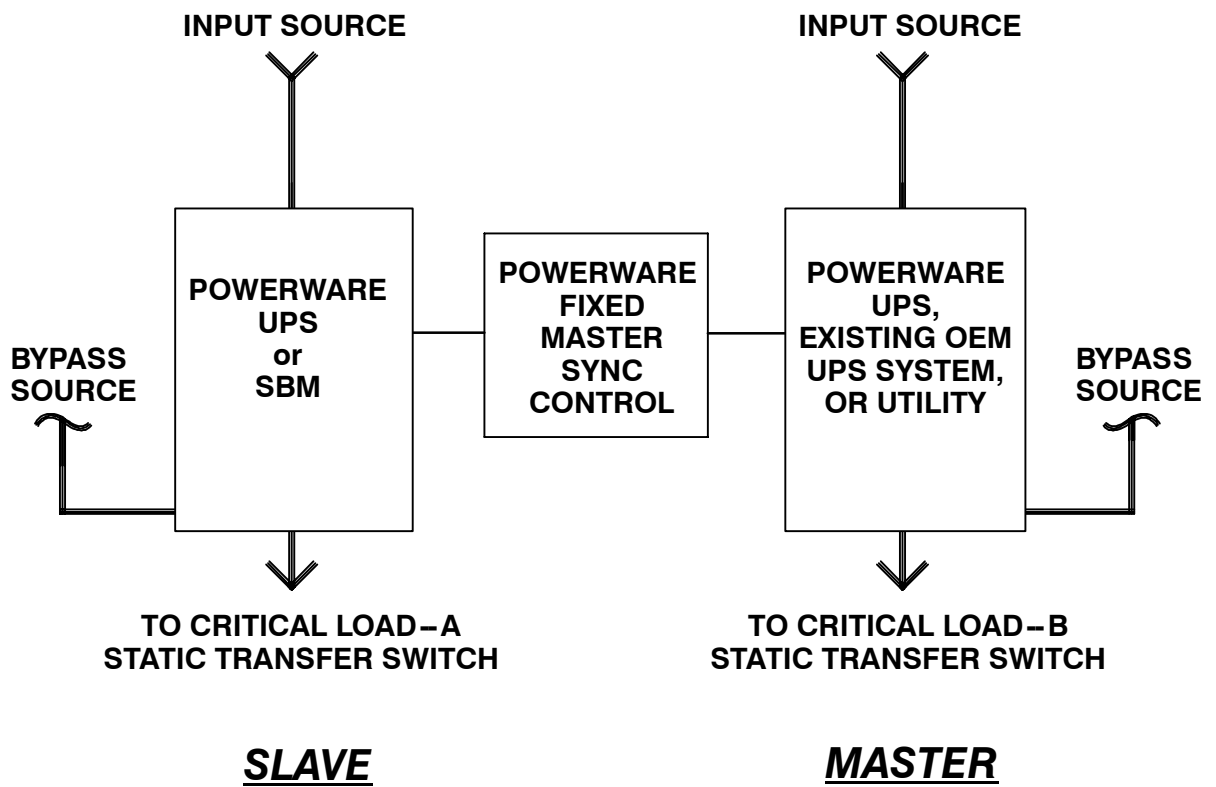 INPUT SOURCE
INPUT SOURCE
POWERWARE
UPS
or
SBM
POWERWARE
FIXED
MASTER
SYNC
CONTROL
POWERWARE
UPS,
EXISTING OEM
UPS SYSTEM,
OR UTILITY
BYPASS
SOURCE
BYPASS
SOURCE
TO CRITICAL LOAD--A
STATIC TRANSFER SWITCH
TO CRITICAL LOAD--B
STATIC TRANSFER SWITCH
SLAVE
MASTER